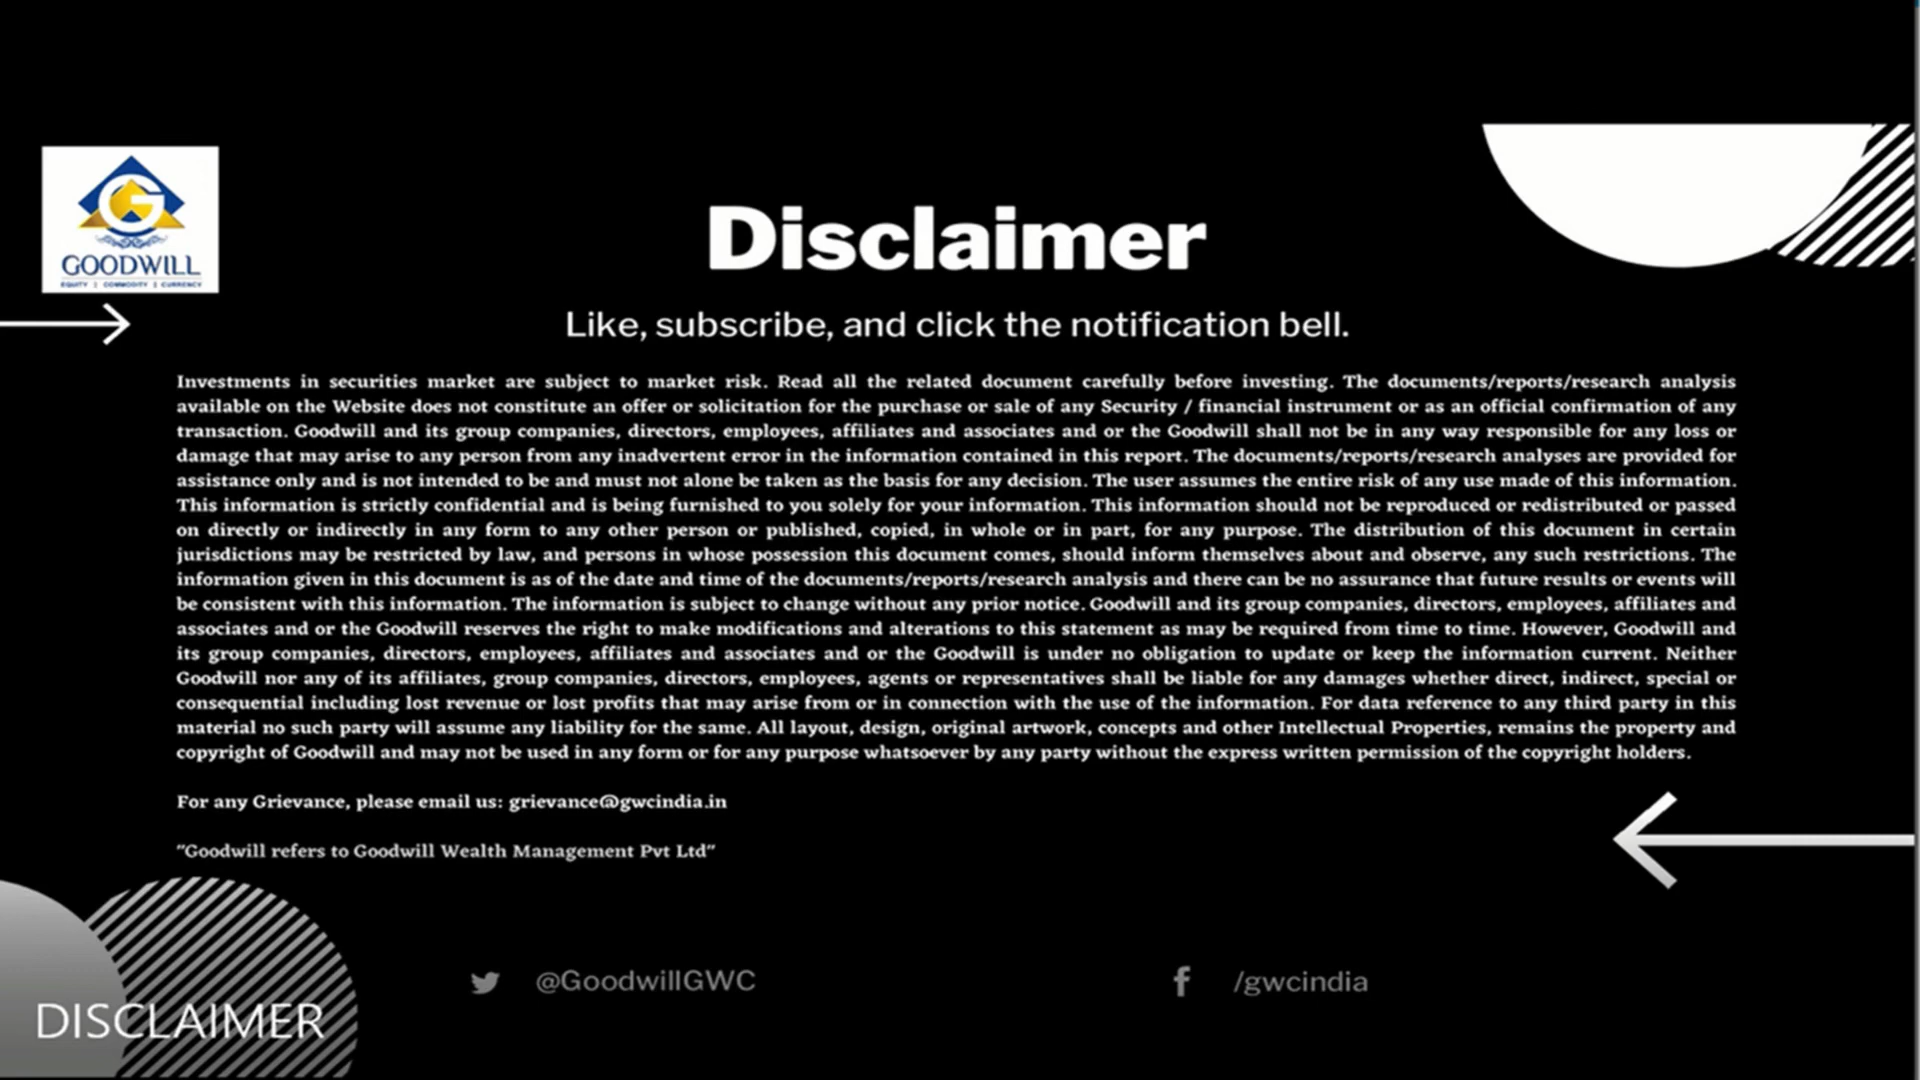 GOODWILL
EQUITY | COMMODITY | CURRENCY
Disclaimer
Like, subscribe, and click the notification bell.
Investments in securities market are subject to market risk. Read all the related document carefully before investing. The documents/reports/research analysis
available on the Website does not constitute an offer or solicitation for the purchase or sale of any Security / financial instrument or as an official confirmation of any
transaction. Goodwill and its group companies, directors, employees, affiliates and associates and or the Goodwill shall not be in any way responsible for any loss or
damage that may arise to any person from any inadvertent error in the information contained in this report. The documents/reports/research analyses are provided for
assistance only and is not intended to be and must not alone be taken as the basis for any decision. The user assumes the entire risk of any use made of this information.
This information is strictly confidential and is being furnished to you solely for your information. This information should not be reproduced or redistributed or passed
on directly or indirectly in any form to any other person or published, copied, in whole or in part, for any purpose. The distribution of this document in certain
jurisdictions may be restricted by law, and persons in whose possession this document comes, should inform themselves about and observe, any such restrictions. The
information given in this document is as of the date and time of the documents/reports/research analysis and there can be no assurance that future results or events will
be consistent with this information. The information is subject to change without any prior notice. Goodwill and its group companies, directors, employees, affiliates and
associates and or the Goodwill reserves the right to make modifications and alterations to this statement as may be required from time to time. However, Goodwill and
its group companies, directors, employees, affiliates and associates and or the Goodwill is under no obligation to update or keep the information current. Neither
Goodwill nor any of its affiliates, group companies, directors, employees, agents or representatives shall be liable for any damages whether direct, indirect, special or
consequential including lost revenue or lost profits that may arise from or in connection with the use of the information. For data reference to any third party in this
material no such party will assume any liability for the same. All layout, design, original artwork, concepts and other Intellectual Properties, remains the property and
copyright of Goodwill and may not be used in any form or for any purpose whatsoever by any party without the express written permission of the copyright holders.
For any Grievance, please email us: grievance@gwcindia.in
"Goodwill refers to Goodwill Wealth Management Pvt Ltd"
@GoodwillGWC
/gwcindia
DISCLAIMER